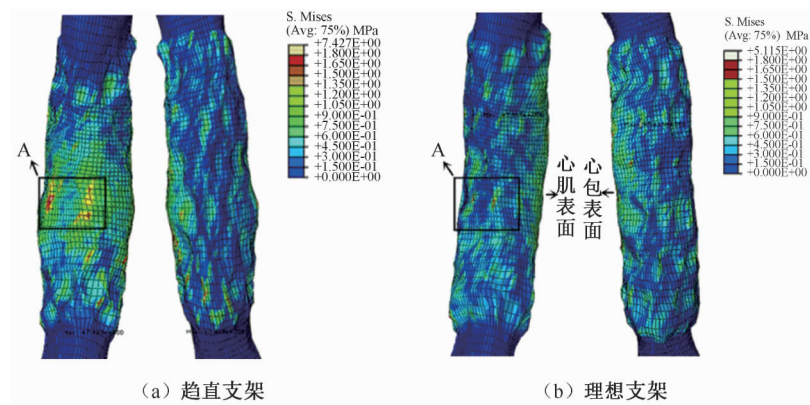 S. Mises
(Avg: 75%) MPa
+7.427E+00
+1.800E+00
+1.650E+00
+1.500E+00
+1.350E+00
+1.200E+00
+1.050E+00
+9.000E-01
+7.500E-01
+6.000E-01
+4.500E-01
+3.000E-01
+1.500E-01
+0.000E+00
A
(a) 趋直支架
S. Mises
(Avg: 75%) MPa
+5.115E+00
+1.800E+00
+1.650E+00
+1.500E+00
+1.350E+00
+1.200E+00
+1.050E+00
+9.000E-01
+7.500E-01
+6.000E-01
+4.500E-01
+3.000E-01
+1.500E-01
+0.000E+00
A
心肌表面
心包表面
(b) 理想支架